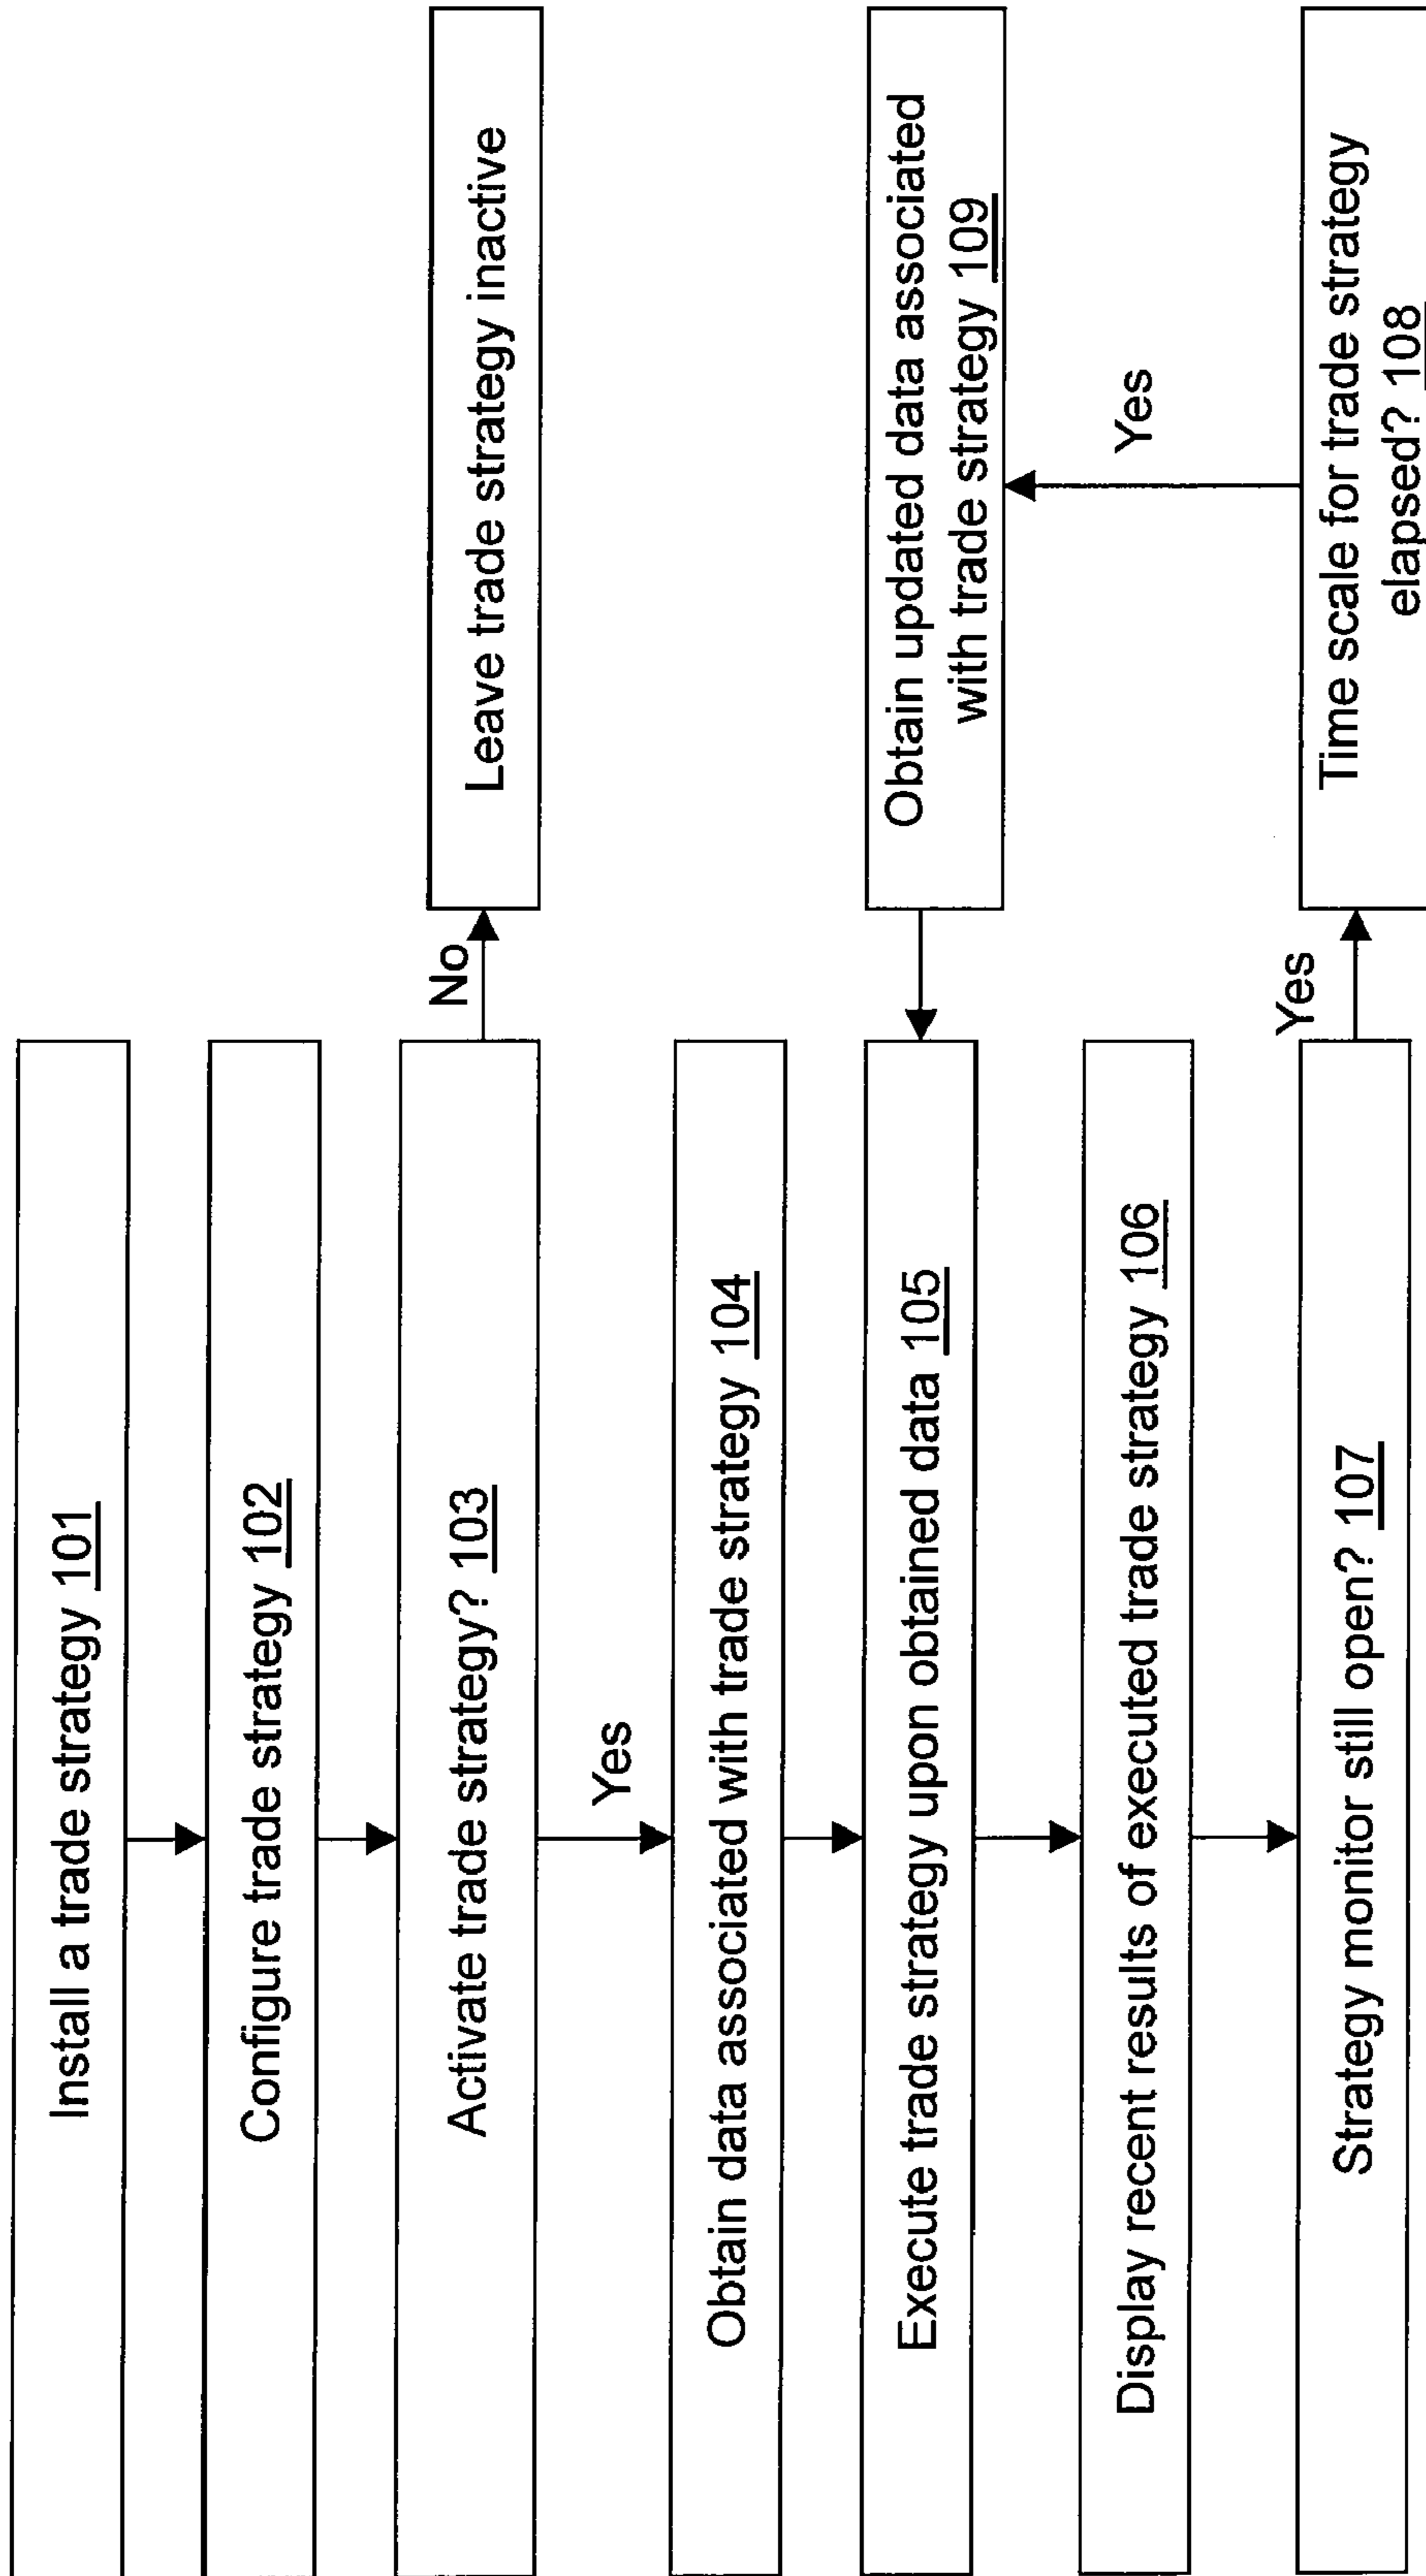 Install a trade strategy 101
Configure trade strategy 102
Activate trade strategy? 103
No
Leave trade strategy inactive
Yes
Obtain data associated with trade strategy 104
Execute trade strategy upon obtained data 105
Obtain updated data associated
with trade strategy 109
Display recent results of executed trade strategy 106
Yes
Strategy monitor still open? 107
Yes
Time scale for trade strategy
elapsed? 108